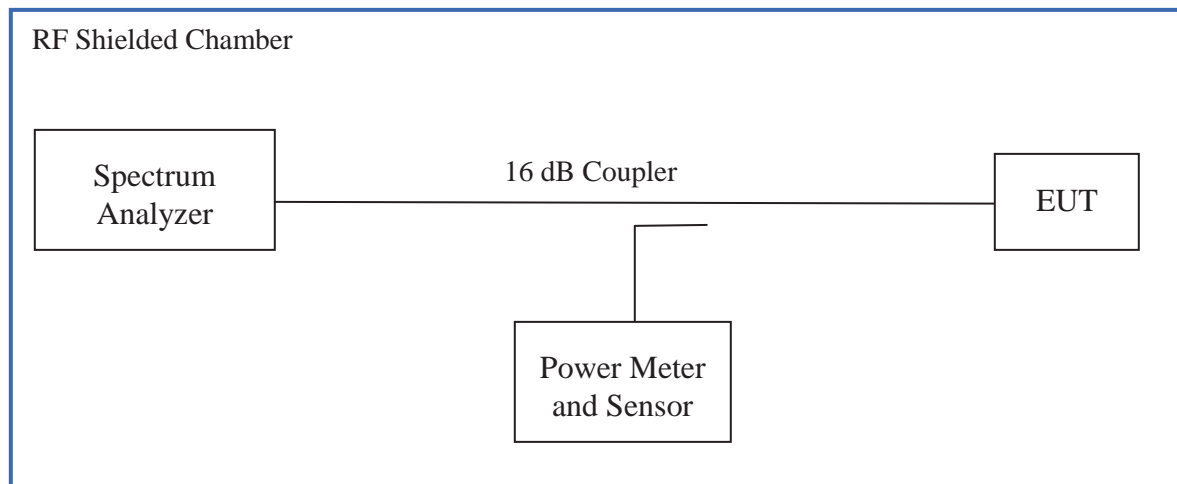 RF Shielded Chamber
Spectrum
Analyzer
16 dB Coupler
EUT
Power Meter
and Sensor